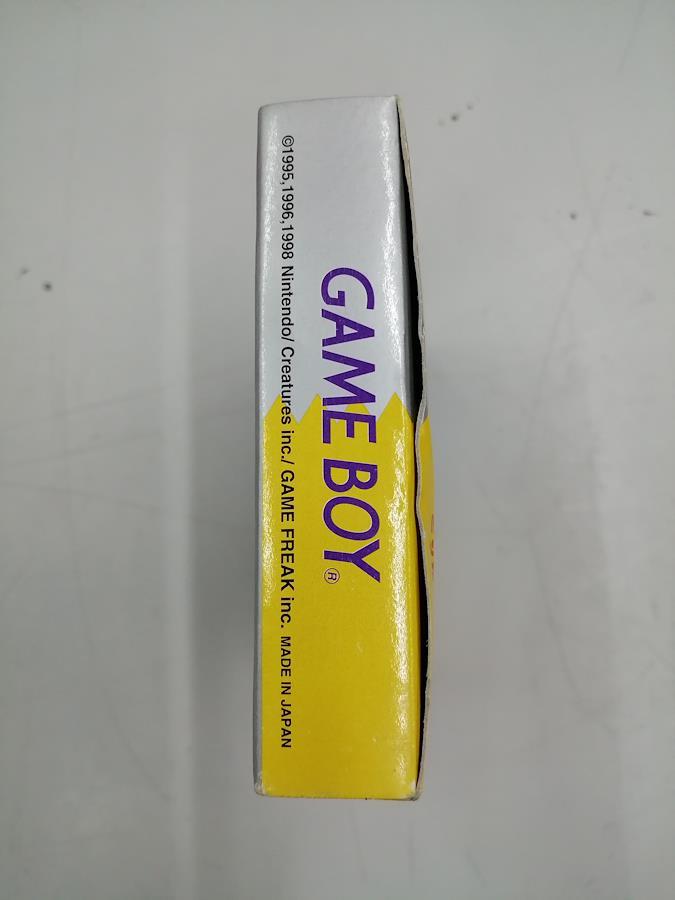 GAME BOY®
©1995,1996,1998 Nintendo/ Creatures inc./ GAME FREAK inc. MADE IN JAPAN